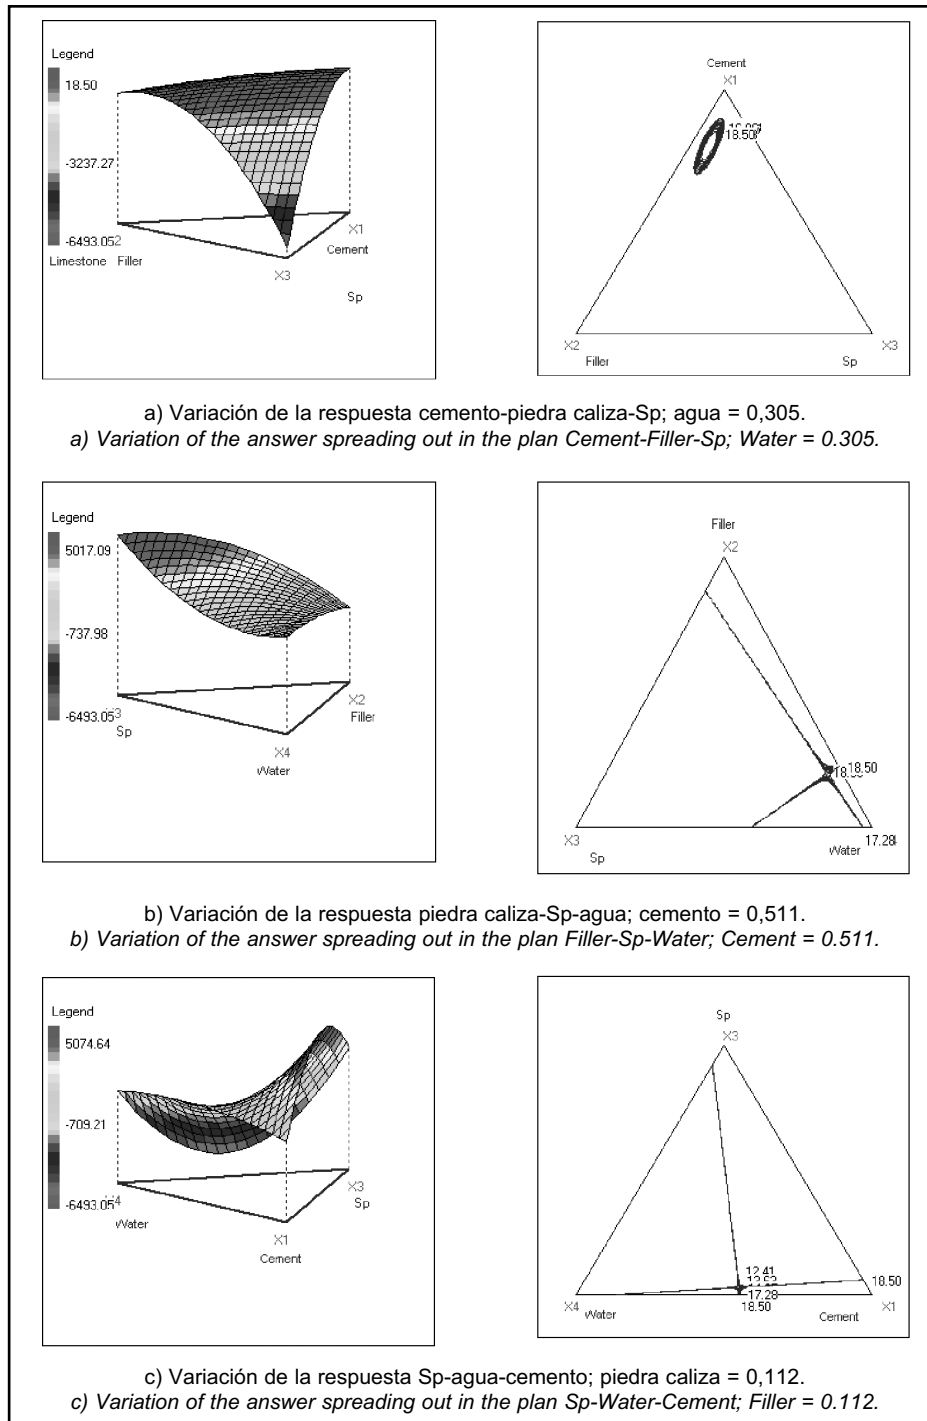 Legend
18.50
-3237.27
-6493.05
Limestone Filler
X1
Cement
X3
Sp
Cement
X1
18.50
X2
Filler
X3
Sp
a) Variación de la respuesta cemento-piedra caliza-Sp; agua = 0,305.
a) Variation of the answer spreading out in the plan Cement-Filler-Sp; Water = 0.305.
Legend
5017.09
-737.98
-6493.05
Sp
X2
Filler
X4
Water
Filler
X2
18.50
X3
Sp
Water
17.28
b) Variación de la respuesta piedra caliza-Sp-agua; cemento = 0,511.
b) Variation of the answer spreading out in the plan Filler-Sp-Water; Cement = 0.511.
Legend
5074.64
-709.21
-6493.05
Water
X3
Sp
X1
Cement
Sp
X3
12.41
17.28
18.50
18.50
X4
Water
Cement
X1
c) Variación de la respuesta Sp-agua-cemento; piedra caliza = 0,112.
c) Variation of the answer spreading out in the plan Sp-Water-Cement; Filler = 0.112.